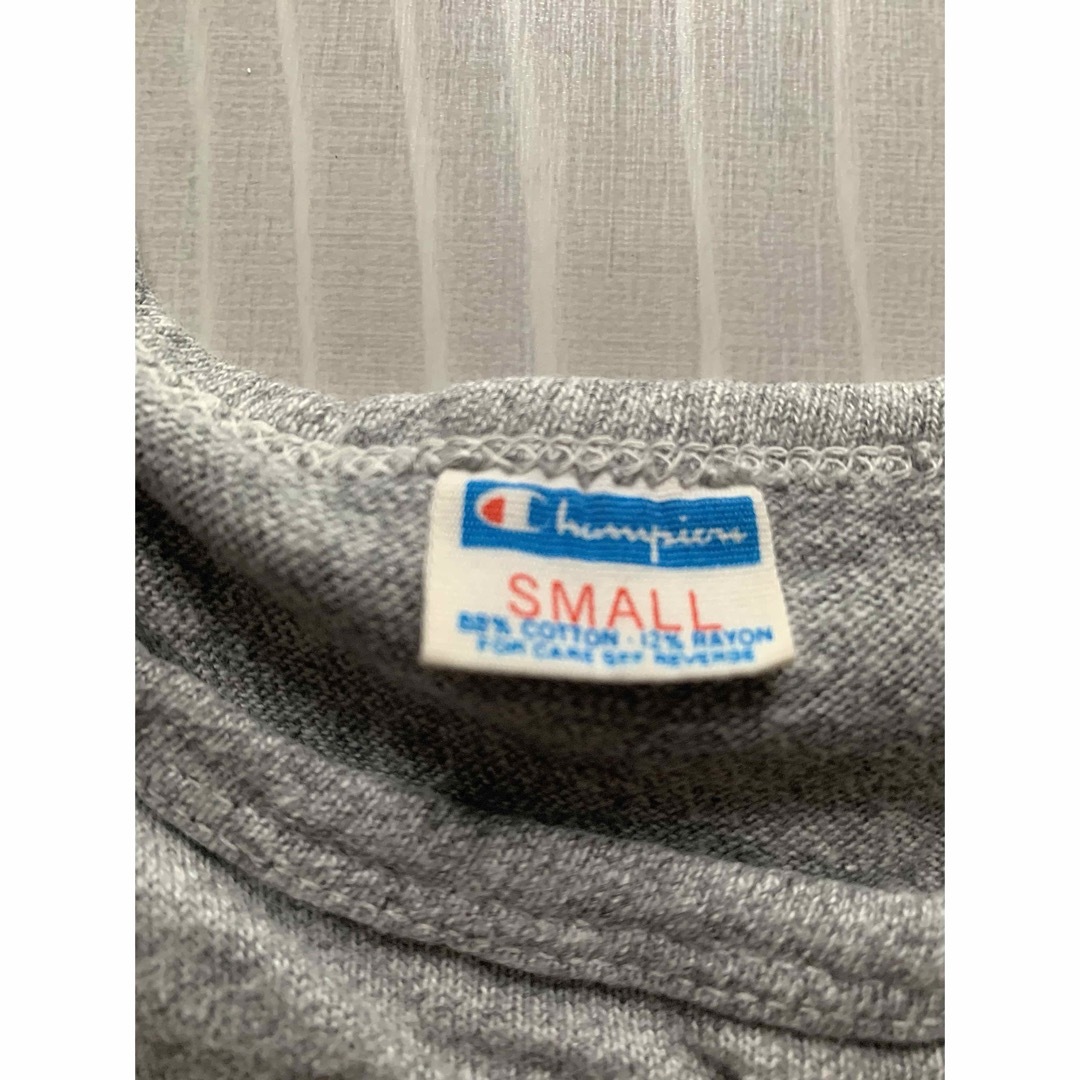 Champion
SMALL
88% COTTON - 12% RAYON
FOR CARE SEE REVERSE